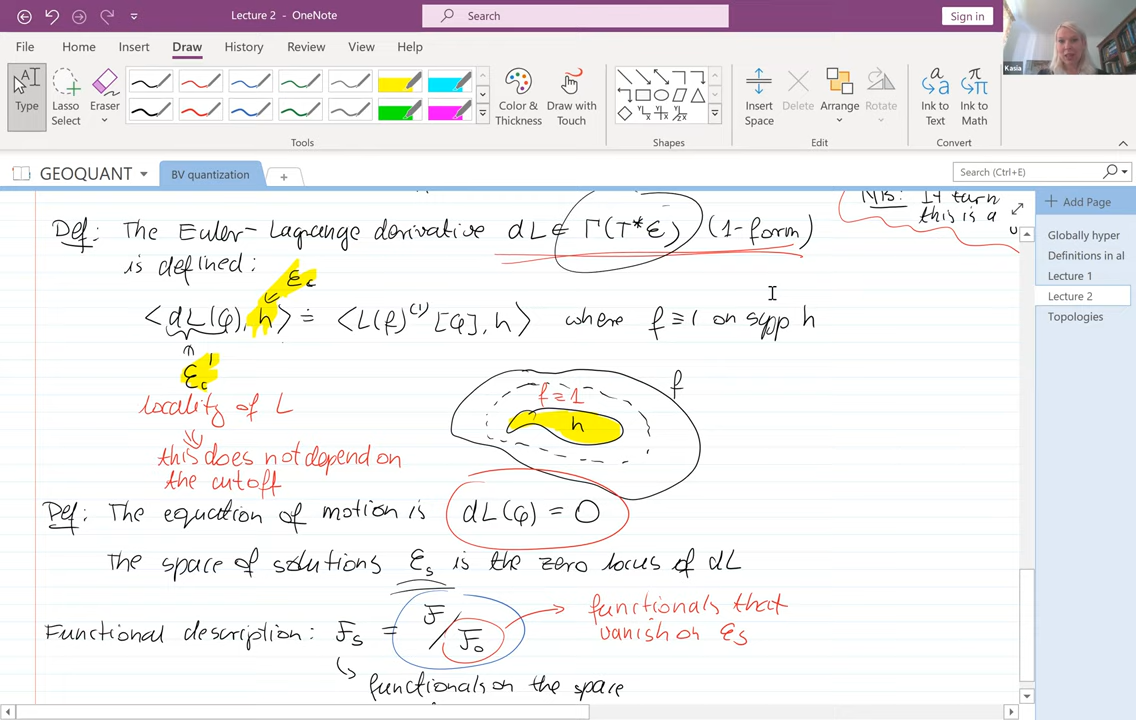 Lecture 2 - OneNote
Search
Sign in
File Home Insert Draw History Review View Help
Kasia
Type
Lasso Select
Eraser
Color & Thickness
Draw with Touch
Insert Space
Delete
Arrange
Rotate
Ink to Text
Ink to Math
Tools
Shapes
Edit
Convert
GEOQUANT
BV quantization
Search (Ctrl+E)
Add Page
Globally hyper
Definitions in al
Lecture 1
Lecture 2
Topologies
NB: It turn
this is a
Def: The Euler-Lagrange derivative dL ∈ Γ(T*ℰ) (1-form)
is defined:
ℰc
<dL(φ), h> ≐ <L(f)⁽¹⁾[φ], h> where f ≡ 1 on supp h
ℰc'
locality of L
f
f ≡ 1
h
this does not depend on
the cutoff
Def: The equation of motion is dL(φ) = 0
The space of solutions ℰs is the zero locus of dL
Functional description: Fs = F / F0
functionals that
vanish on ℰs
functionals on the space